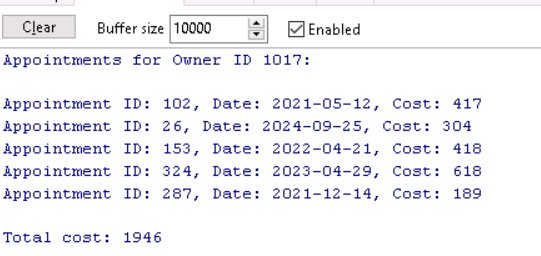 Clear Buffer size 10000 Enabled
Appointments for Owner ID 1017:
Appointment ID: 102, Date: 2021-05-12, Cost: 417
Appointment ID: 26, Date: 2024-09-25, Cost: 304
Appointment ID: 153, Date: 2022-04-21, Cost: 418
Appointment ID: 324, Date: 2023-04-29, Cost: 618
Appointment ID: 287, Date: 2021-12-14, Cost: 189
Total cost: 1946